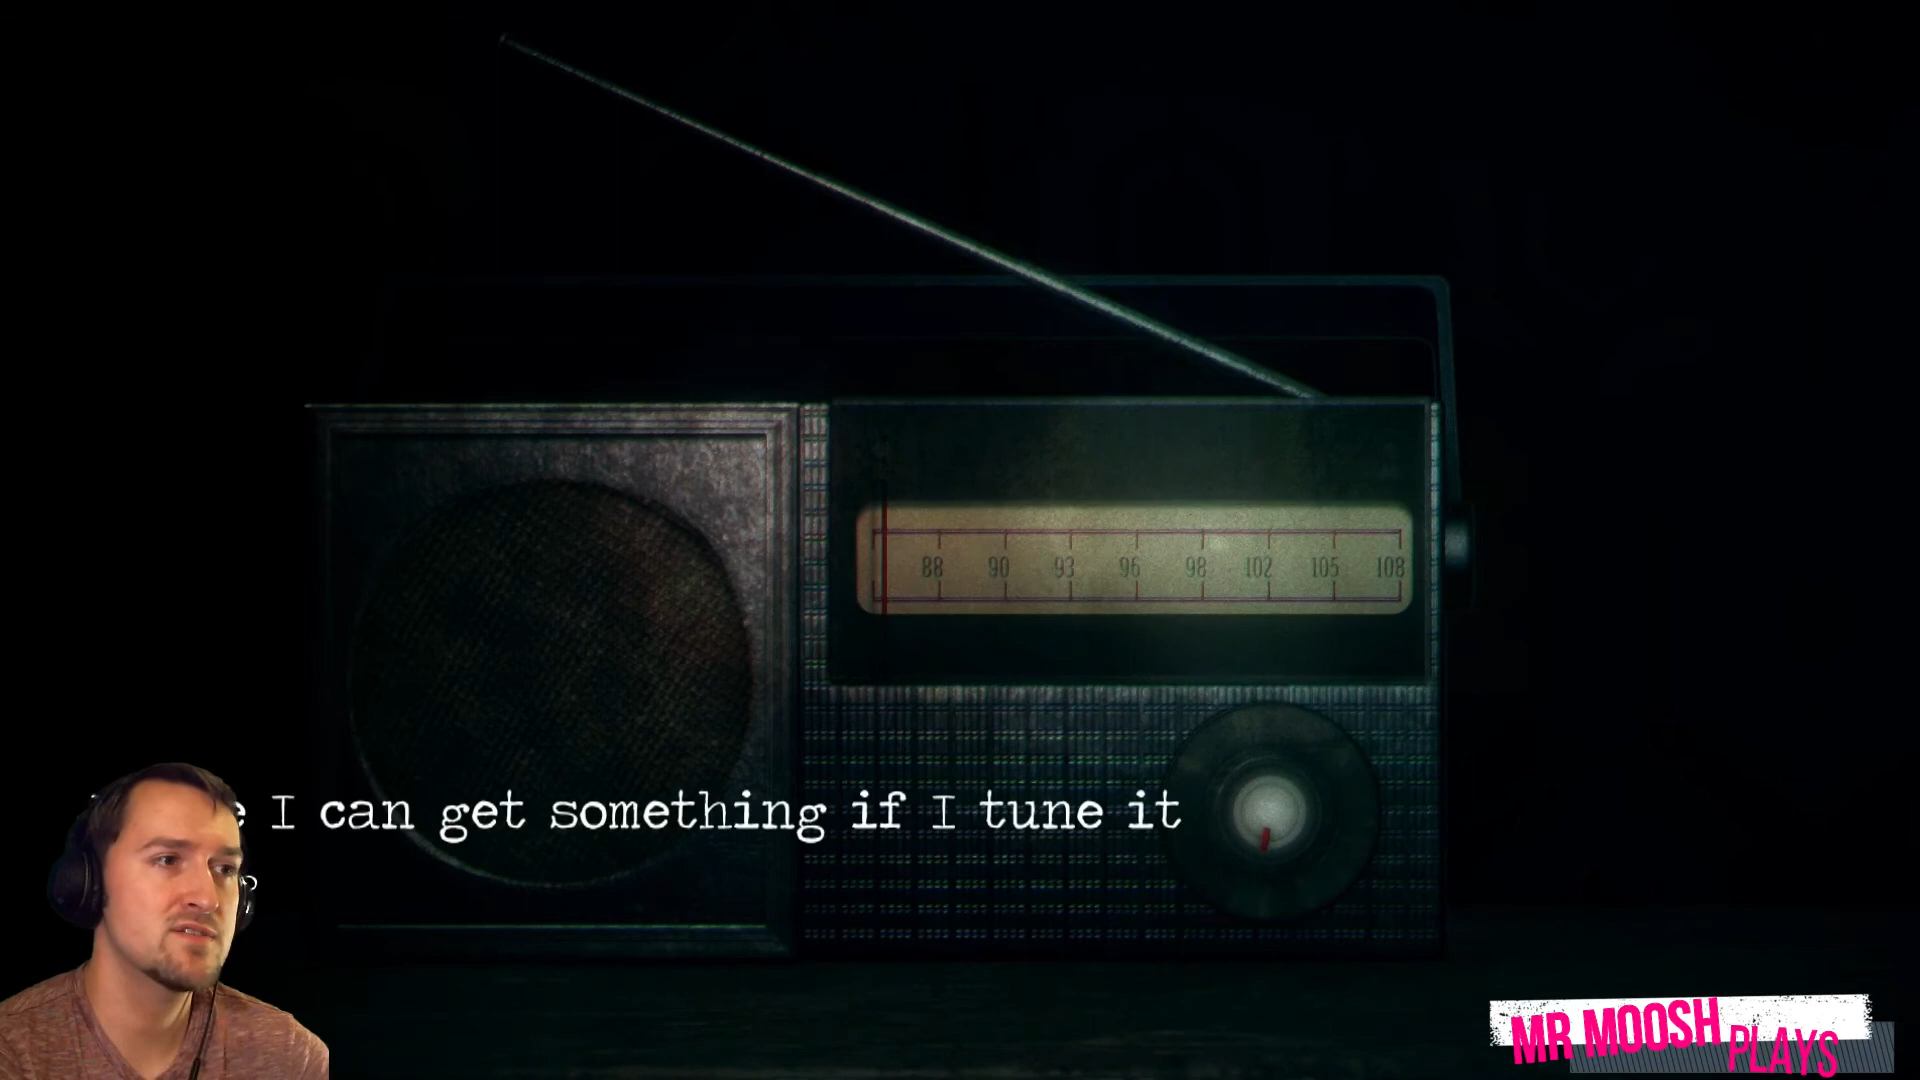 88 90 93 96 98 102 105 108
I can get something if I tune it
MR MOOSH PLAYS